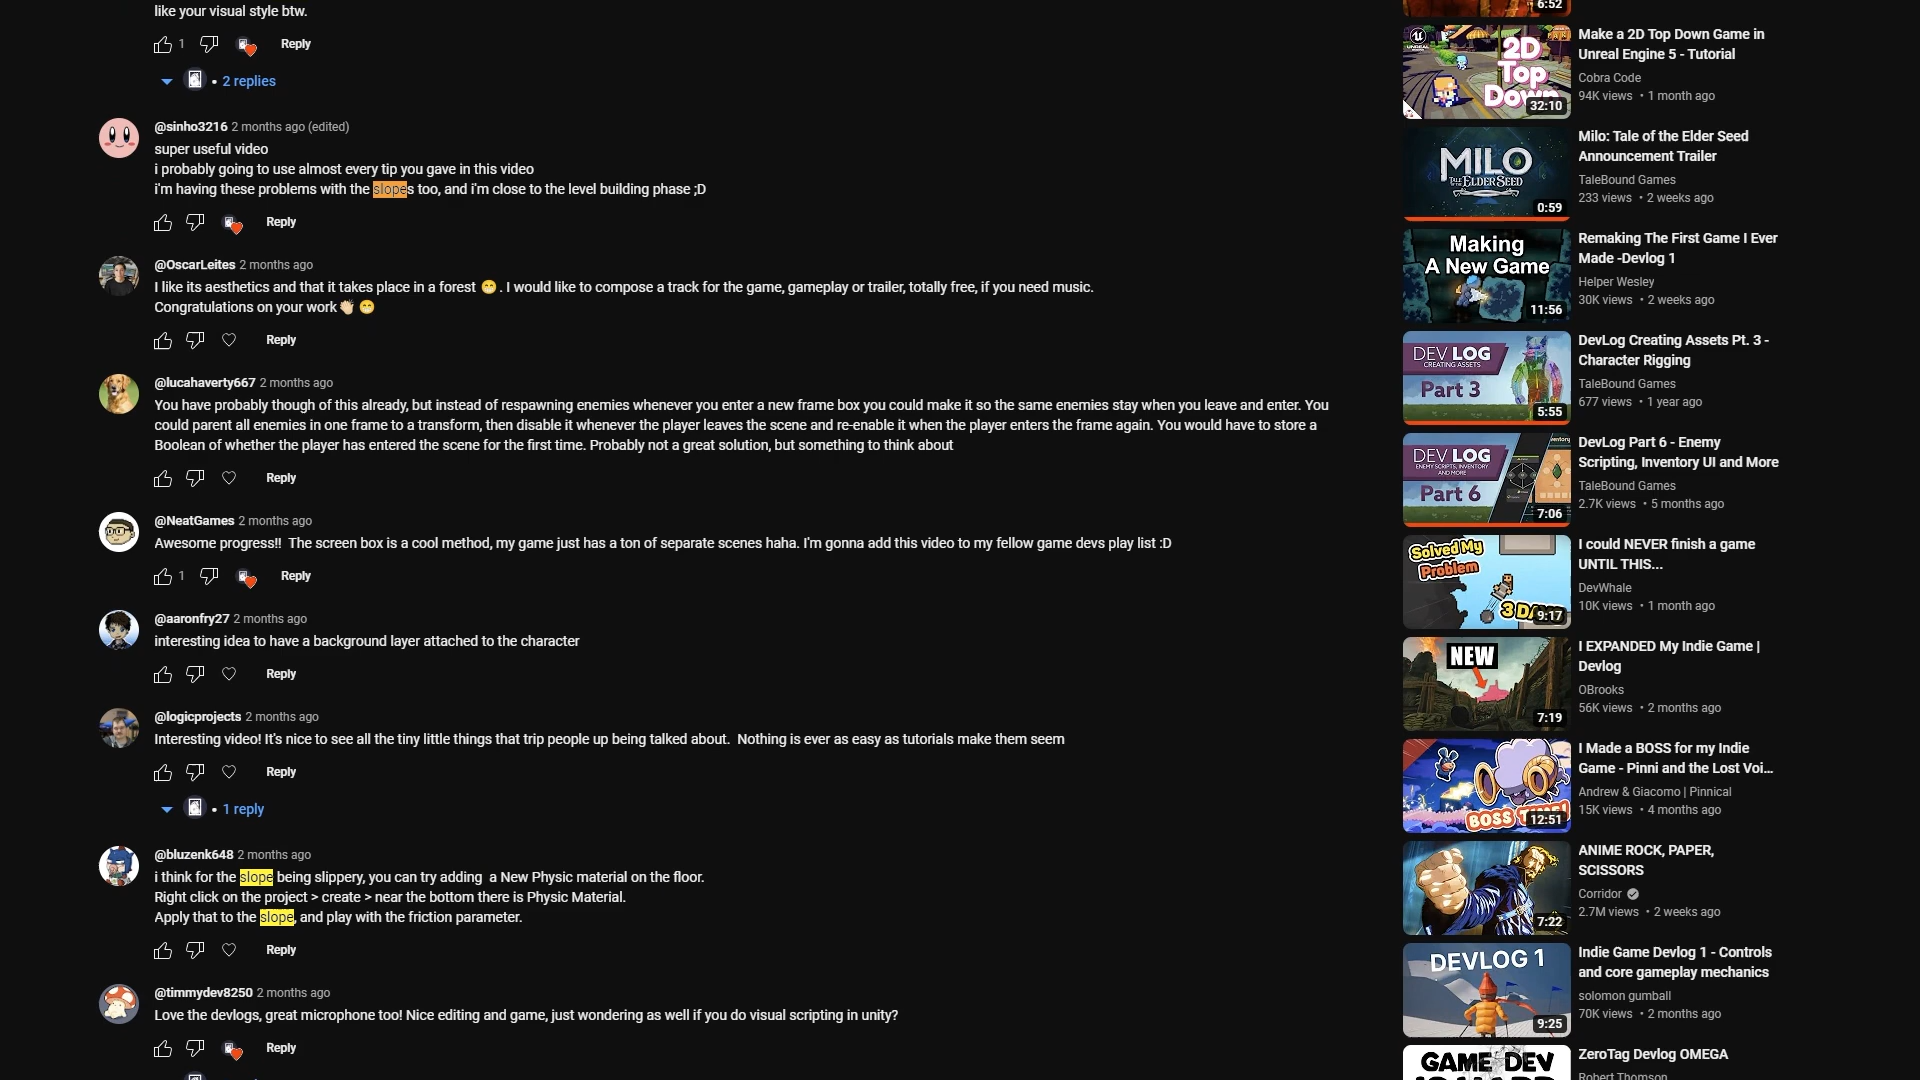 like your visual style btw.
1 Reply
• 2 replies
@sinho3216 2 months ago (edited)
super useful video
i probably going to use almost every tip you gave in this video
i'm having these problems with the slopes too, and i'm close to the level building phase ;D
Reply
@OscarLeites 2 months ago
I like its aesthetics and that it takes place in a forest 😁 . I would like to compose a track for the game, gameplay or trailer, totally free, if you need music.
Congratulations on your work👏🏻 😁
Reply
@lucahaverty667 2 months ago
You have probably though of this already, but instead of respawning enemies whenever you enter a new frame box you could make it so the same enemies stay when you leave and enter. You
could parent all enemies in one frame to a transform, then disable it whenever the player leaves the scene and re-enable it when the player enters the frame again. You would have to store a
Boolean of whether the player has entered the scene for the first time. Probably not a great solution, but something to think about
Reply
@NeatGames 2 months ago
Awesome progress!!  The screen box is a cool method, my game just has a ton of separate scenes haha. I'm gonna add this video to my fellow game devs play list :D
1 Reply
@aaronfry27 2 months ago
interesting idea to have a background layer attached to the character
Reply
@logicprojects 2 months ago
Interesting video! It's nice to see all the tiny little things that trip people up being talked about.  Nothing is ever as easy as tutorials make them seem
Reply
• 1 reply
@bluzenk648 2 months ago
i think for the slope being slippery, you can try adding  a New Physic material on the floor.
Right click on the project > create > near the bottom there is Physic Material.
Apply that to the slope, and play with the friction parameter.
Reply
@timmydev8250 2 months ago
Love the devlogs, great microphone too! Nice editing and game, just wondering as well if you do visual scripting in unity?
Reply
6:52
2D
Top
Down
32:10
Make a 2D Top Down Game in
Unreal Engine 5 - Tutorial
Cobra Code
94K views • 1 month ago
MILO
TALE OF THE ELDER SEED
0:59
Milo: Tale of the Elder Seed
Announcement Trailer
TaleBound Games
233 views • 2 weeks ago
Making
A New Game
11:56
Remaking The First Game I Ever
Made -Devlog 1
Helper Wesley
30K views • 2 weeks ago
DEV LOG
CREATING ASSETS
Part 3
5:55
DevLog Creating Assets Pt. 3 -
Character Rigging
TaleBound Games
677 views • 1 year ago
DEV LOG
ENEMY SCRIPTS, INVENTORY
AND MORE
Part 6
7:06
DevLog Part 6 - Enemy
Scripting, Inventory UI and More
TaleBound Games
2.7K views • 5 months ago
Solved My
Problem
9:17
I could NEVER finish a game
UNTIL THIS...
DevWhale
10K views • 1 month ago
NEW
7:19
I EXPANDED My Indie Game |
Devlog
OBrooks
56K views • 2 months ago
BOSS
12:51
I Made a BOSS for my Indie
Game - Pinni and the Lost Voi...
Andrew & Giacomo | Pinnical
15K views • 4 months ago
7:22
ANIME ROCK, PAPER,
SCISSORS
Corridor
2.7M views • 2 weeks ago
DEVLOG 1
9:25
Indie Game Devlog 1 - Controls
and core gameplay mechanics
solomon gumball
70K views • 2 months ago
GAME DEV
ZeroTag Devlog OMEGA
Robert Thomson